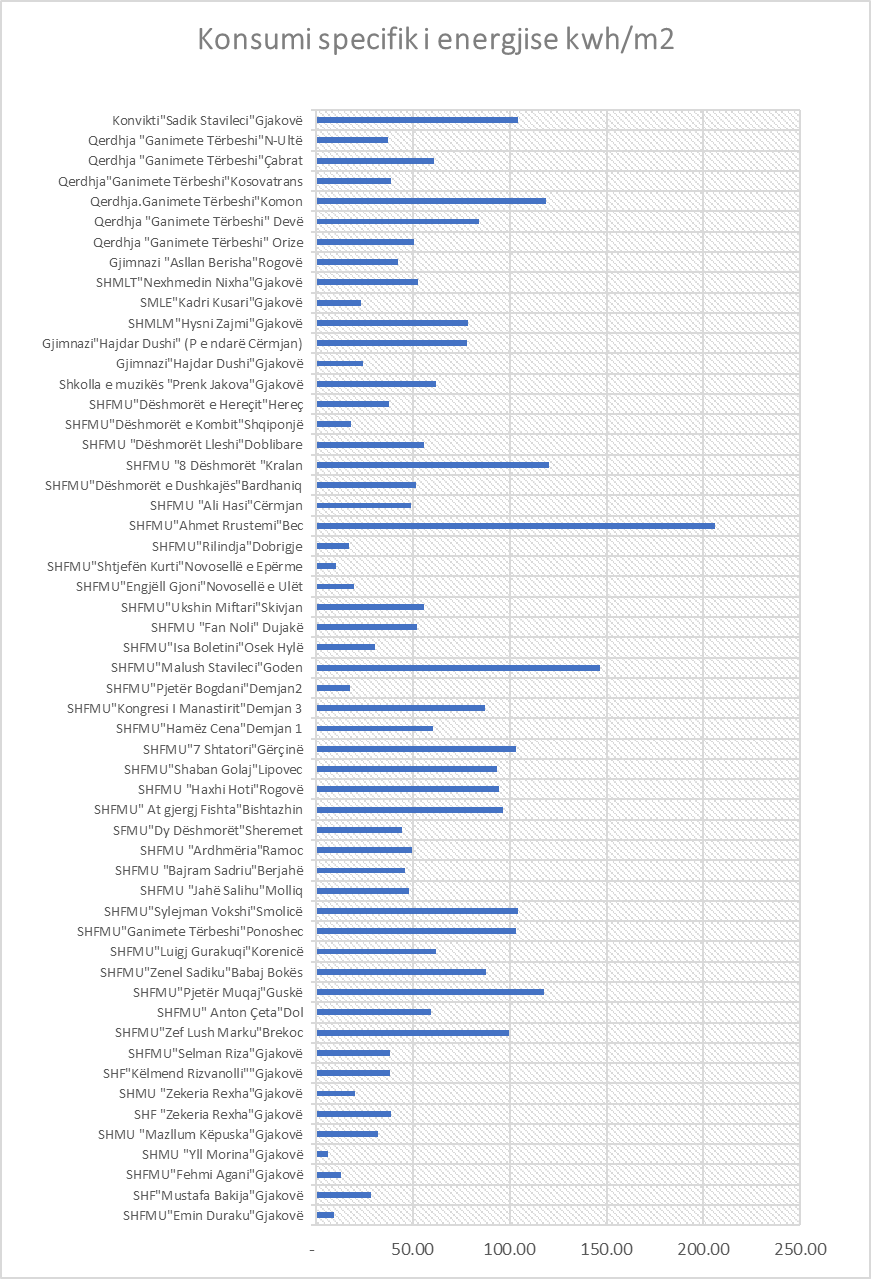 Konsumi specifik i energjise kwh/m2
Konvikti"Sadik Stavileci"Gjakovë
Qerdhja "Ganimete Tërbeshi"N-Ultë
Qerdhja "Ganimete Tërbeshi"Çabrat
Qerdhja"Ganimete Tërbeshi"Kosovatrans
Qerdhja.Ganimete Tërbeshi"Komon
Qerdhja "Ganimete Tërbeshi" Devë
Qerdhja "Ganimete Tërbeshi" Orize
Gjimnazi "Asllan Berisha"Rogovë
SHMLT"Nexhmedin Nixha"Gjakovë
SMLE"Kadri Kusari"Gjakovë
SHMLM"Hysni Zajmi"Gjakovë
Gjimnazi"Hajdar Dushi" (P e ndarë Cërmjan)
Gjimnazi"Hajdar Dushi"Gjakovë
Shkolla e muzikës "Prenk Jakova"Gjakovë
SHFMU"Dëshmorët e Hereçit"Hereç
SHFMU"Dëshmorët e Kombit"Shqiponjë
SHFMU "Dëshmorët Lleshi"Doblibare
SHFMU "8 Dëshmorët "Kralan
SHFMU"Dëshmorët e Dushkajës"Bardhaniq
SHFMU "Ali Hasi"Cërmjan
SHFMU"Ahmet Rrustemi"Bec
SHFMU"Rilindja"Dobrigje
SHFMU"Shtjefën Kurti"Novosellë e Epërme
SHFMU"Engjëll Gjoni"Novosellë e Ulët
SHFMU"Ukshin Miftari"Skivjan
SHFMU "Fan Noli" Dujakë
SHFMU"Isa Boletini"Osek Hylë
SHFMU"Malush Stavileci"Goden
SHFMU"Pjetër Bogdani"Demjan2
SHFMU"Kongresi I Manastirit"Demjan 3
SHFMU"Hamëz Cena"Demjan 1
SHFMU"7 Shtatori"Gërçinë
SHFMU"Shaban Golaj"Lipovec
SHFMU "Haxhi Hoti"Rogovë
SHFMU" At gjergj Fishta"Bishtazhin
SFMU"Dy Dëshmorët"Sheremet
SHFMU "Ardhmëria"Ramoc
SHFMU "Bajram Sadriu"Berjahë
SHFMU "Jahë Salihu"Molliq
SHFMU"Sylejman Vokshi"Smolicë
SHFMU"Ganimete Tërbeshi"Ponoshec
SHFMU"Luigj Gurakuqi"Korenicë
SHFMU"Zenel Sadiku"Babaj Bokës
SHFMU"Pjetër Muqaj"Guskë
SHFMU" Anton Çeta"Dol
SHFMU"Zef Lush Marku"Brekoc
SHFMU"Selman Riza"Gjakovë
SHF"Këlmend Rizvanolli""Gjakovë
SHMU "Zekeria Rexha"Gjakovë
SHF "Zekeria Rexha"Gjakovë
SHMU "Mazllum Këpuska"Gjakovë
SHMU "Yll Morina"Gjakovë
SHFMU"Fehmi Agani"Gjakovë
SHF"Mustafa Bakija"Gjakovë
SHFMU"Emin Duraku"Gjakovë
- 50.00 100.00 150.00 200.00 250.00